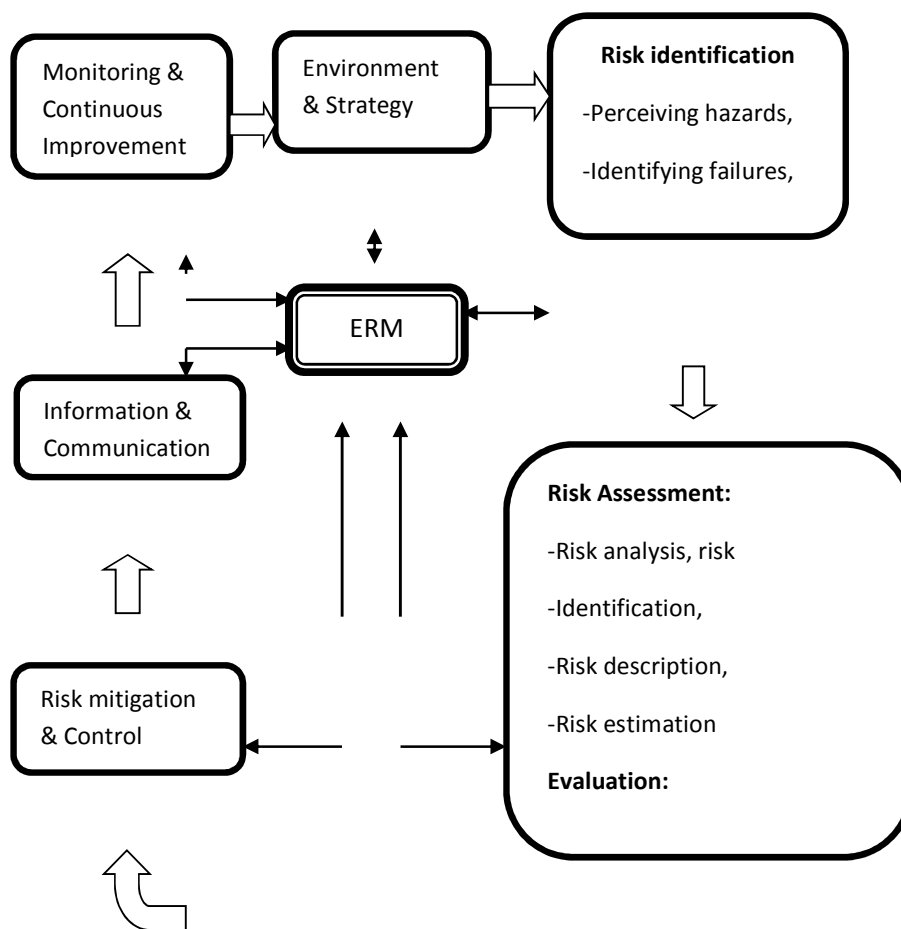 Monitoring &
Continuous
Improvement
Environment
& Strategy
Risk identification
-Perceiving hazards,
-Identifying failures,
ERM
Information &
Communication
Risk Assessment:
-Risk analysis, risk
-Identification,
-Risk description,
-Risk estimation
Evaluation:
Risk mitigation
& Control